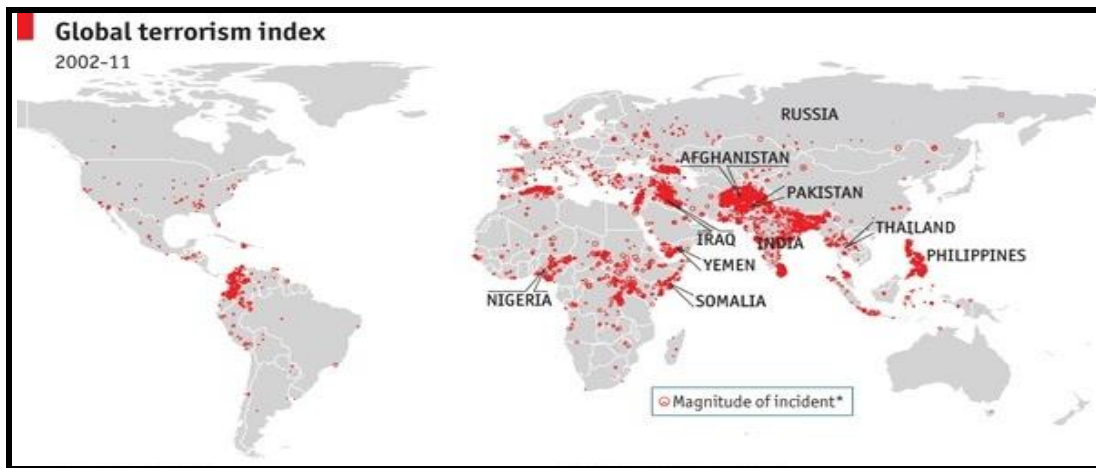 Global terrorism index
2002-11
RUSSIA
AFGHANISTAN
PAKISTAN
THAILAND
IRAQ
INDIA
PHILIPPINES
YEMEN
NIGERIA
SOMALIA
Magnitude of incident*